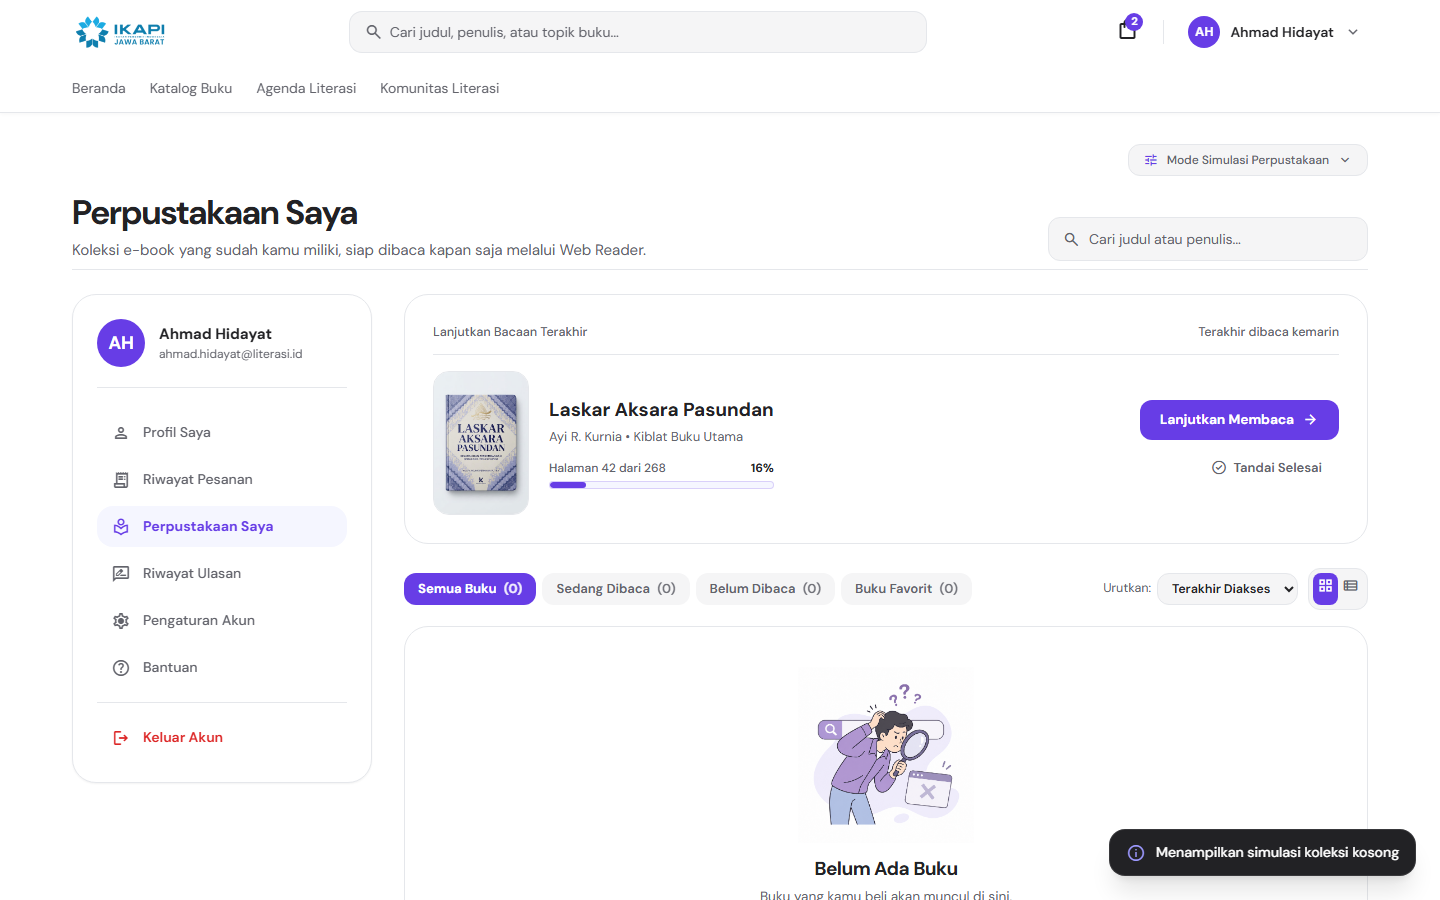 IKAPI
JAWA BARAT
Cari judul, penulis, atau topik buku...
2
AH
Ahmad Hidayat
Beranda
Katalog Buku
Agenda Literasi
Komunitas Literasi
Mode Simulasi Perpustakaan
Perpustakaan Saya
Koleksi e-book yang sudah kamu miliki, siap dibaca kapan saja melalui Web Reader.
Cari judul atau penulis...
AH
Ahmad Hidayat
ahmad.hidayat@literasi.id
Profil Saya
Riwayat Pesanan
Perpustakaan Saya
Riwayat Ulasan
Pengaturan Akun
Bantuan
Keluar Akun
Lanjutkan Bacaan Terakhir
Terakhir dibaca kemarin
LASKAR
AKSARA
PASUNDAN
Laskar Aksara Pasundan
Ayi R. Kurnia • Kiblat Buku Utama
Halaman 42 dari 268
16%
Lanjutkan Membaca
Tandai Selesai
Semua Buku (0)
Sedang Dibaca (0)
Belum Dibaca (0)
Buku Favorit (0)
Urutkan:
Terakhir Diakses
???
Belum Ada Buku
Buku yang kamu beli akan muncul di sini.
Menampilkan simulasi koleksi kosong